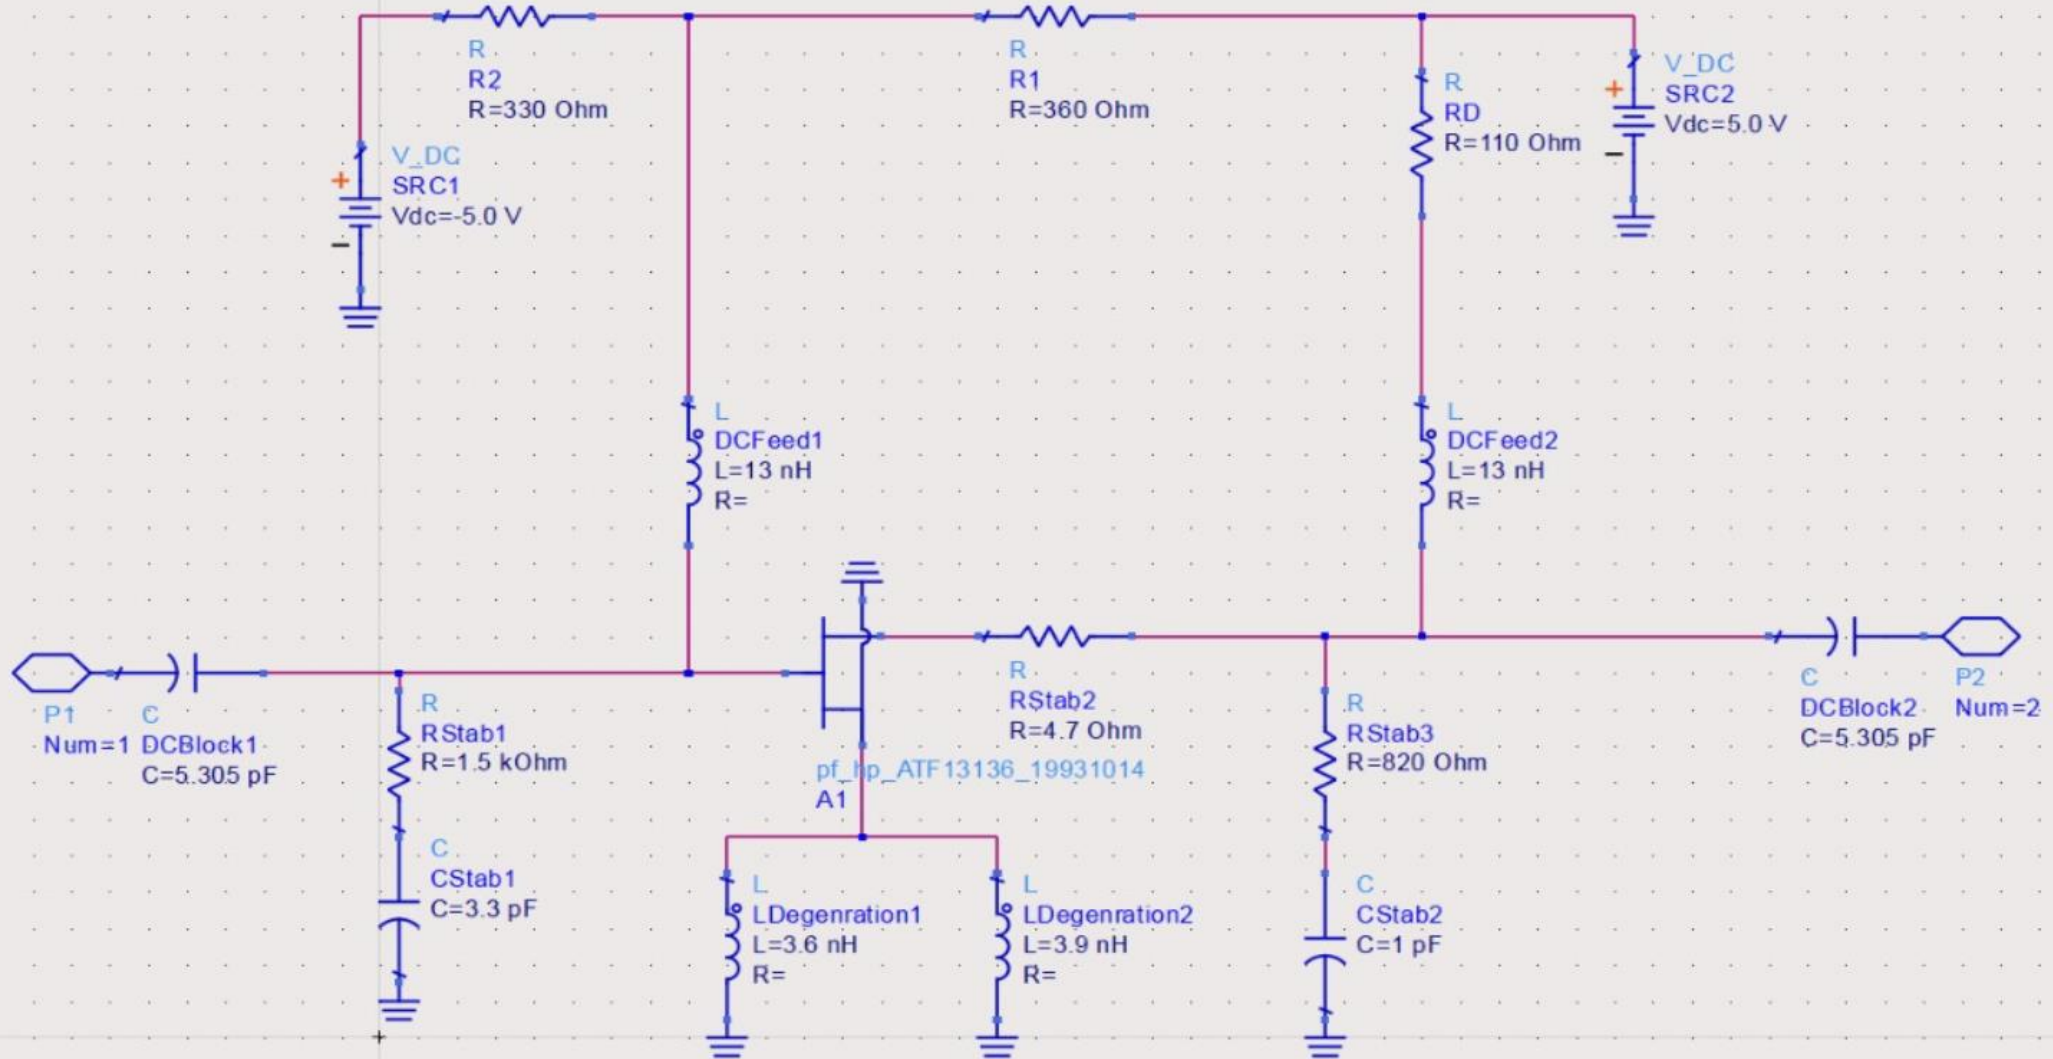 R
R2
R=330 Ohm
R
R1
R=360 Ohm
R
RD
R=110 Ohm
+
V_DC
SRC2
Vdc=5.0 V
−
+
V_DC
SRC1
Vdc=-5.0 V
−
L
DCFeed1
L=13 nH
R=
L
DCFeed2
L=13 nH
R=
P1
Num=1
C
DCBlock1
C=5.305 pF
R
RStab1
R=1.5 kOhm
C
CStab1
C=3.3 pF
pf_hp_ATF13136_19931014
A1
R
RStab2
R=4.7 Ohm
R
RStab3
R=820 Ohm
C
CStab2
C=1 pF
C
DCBlock2
C=5.305 pF
P2
Num=2
L
LDegenration1
L=3.6 nH
R=
L
LDegenration2
L=3.9 nH
R=